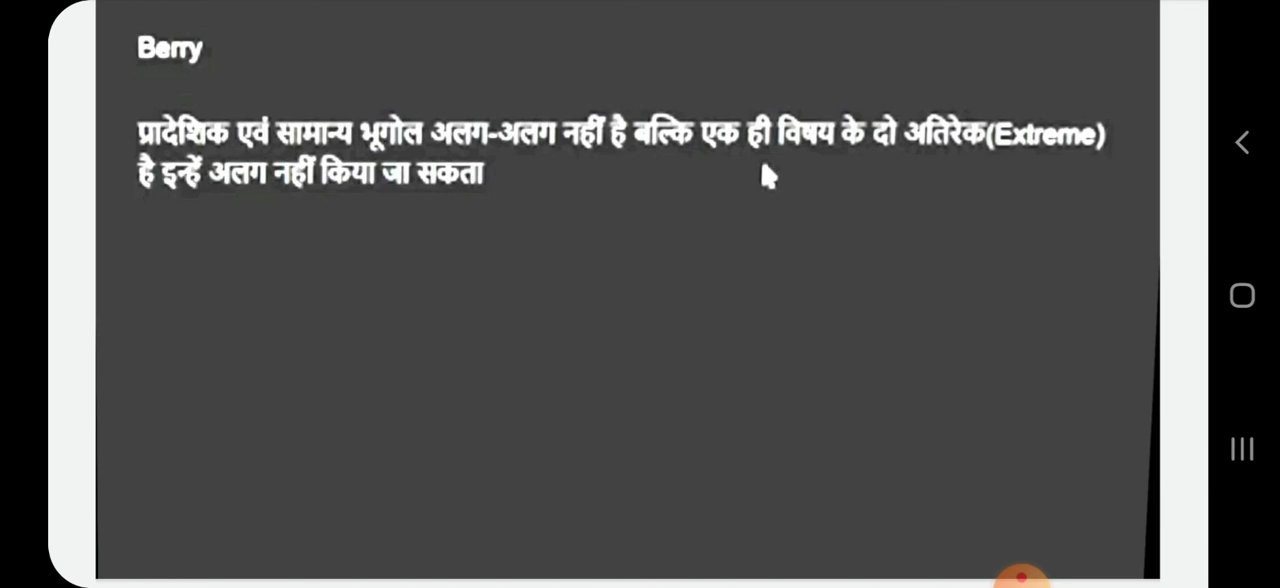 Berry
प्रादेशिक एवं सामान्य भूगोल अलग-अलग नहीं है बल्कि एक ही विषय के दो अतिरेक(Extreme)
है इन्हें अलग नहीं किया जा सकता